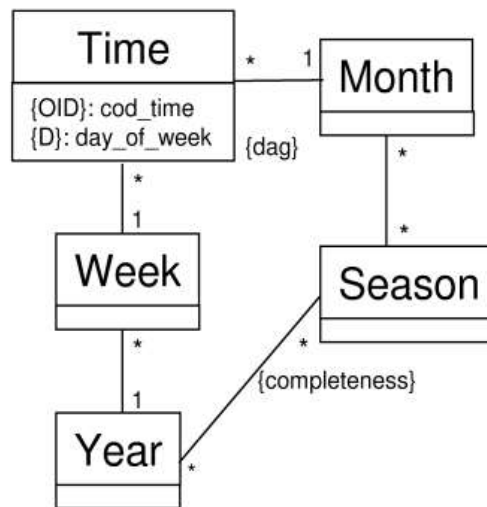 Time
* 1
Month
{OID}: cod_time
{D}: day_of_week
{dag}
*
*
1
*
Week
Season
*
*
{completeness}
1
Year
*